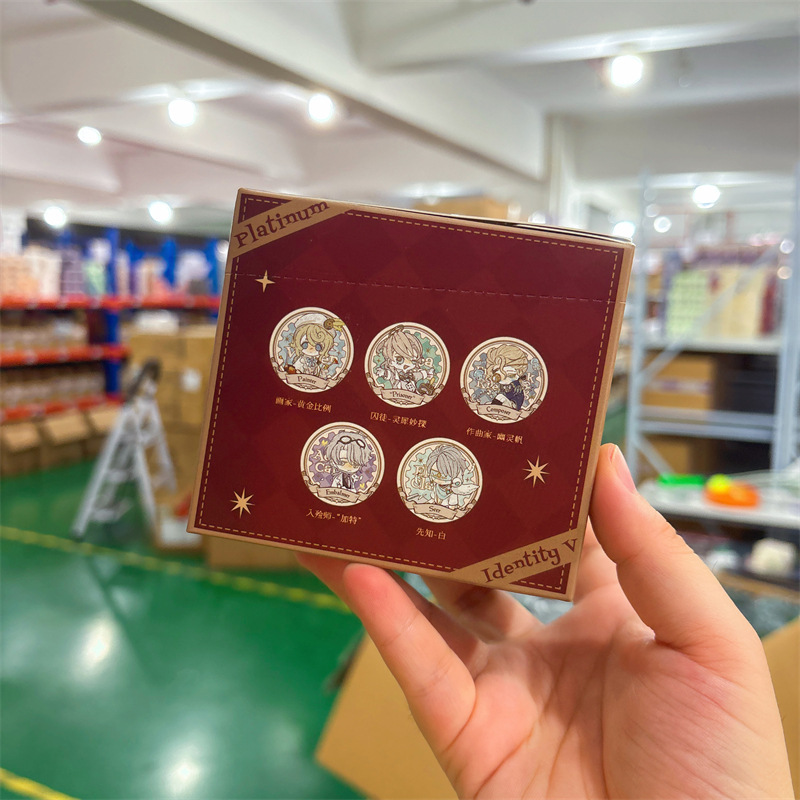 Platinum
Painter
Prisoner
Composer
画家-黄金比例
囚徒-灵犀妙探
作曲家-幽灵帆
Embalmer
Seer
入殓师-"加特"
先知-白
Identity V